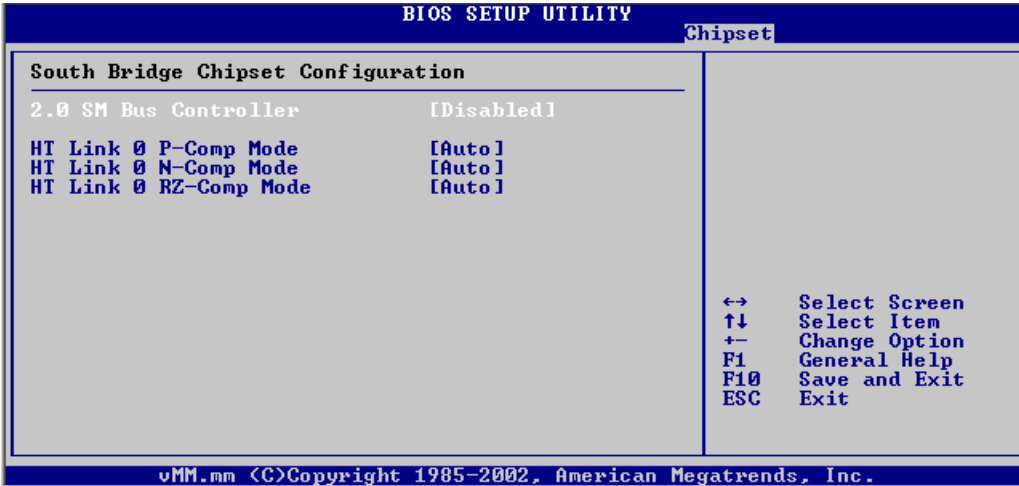 BIOS SETUP UTILITY
Chipset
South Bridge Chipset Configuration
2.0 SM Bus Controller [Disabled]
HT Link 0 P-Comp Mode [Auto]
HT Link 0 N-Comp Mode [Auto]
HT Link 0 RZ-Comp Mode [Auto]
←→ Select Screen
↑↓ Select Item
+- Change Option
F1 General Help
F10 Save and Exit
ESC Exit
vMM.mm (C)Copyright 1985-2002, American Megatrends, Inc.